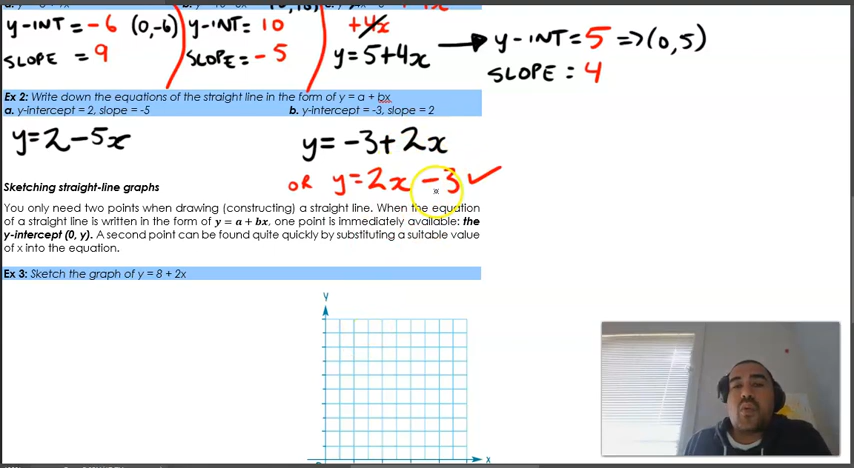 y-INT = -6 (0,-6) y-INT = 10
SLOPE = 9 SLOPE = -5
+4x
y = 5 + 4x
y-INT = 5 => (0,5)
SLOPE = 4
Ex 2: Write down the equations of the straight line in the form of y = a + bx
a. y-intercept = 2, slope = -5 b. y-intercept = -3, slope = 2
y = 2 - 5x y = -3 + 2x
OR y = 2x - 3 ✓
Sketching straight-line graphs
You only need two points when drawing (constructing) a straight line. When the equation
of a straight line is written in the form of y = a + bx, one point is immediately available: the
y-intercept (0, y). A second point can be found quite quickly by substituting a suitable value
of x into the equation.
Ex 3: Sketch the graph of y = 8 + 2x
Y
X